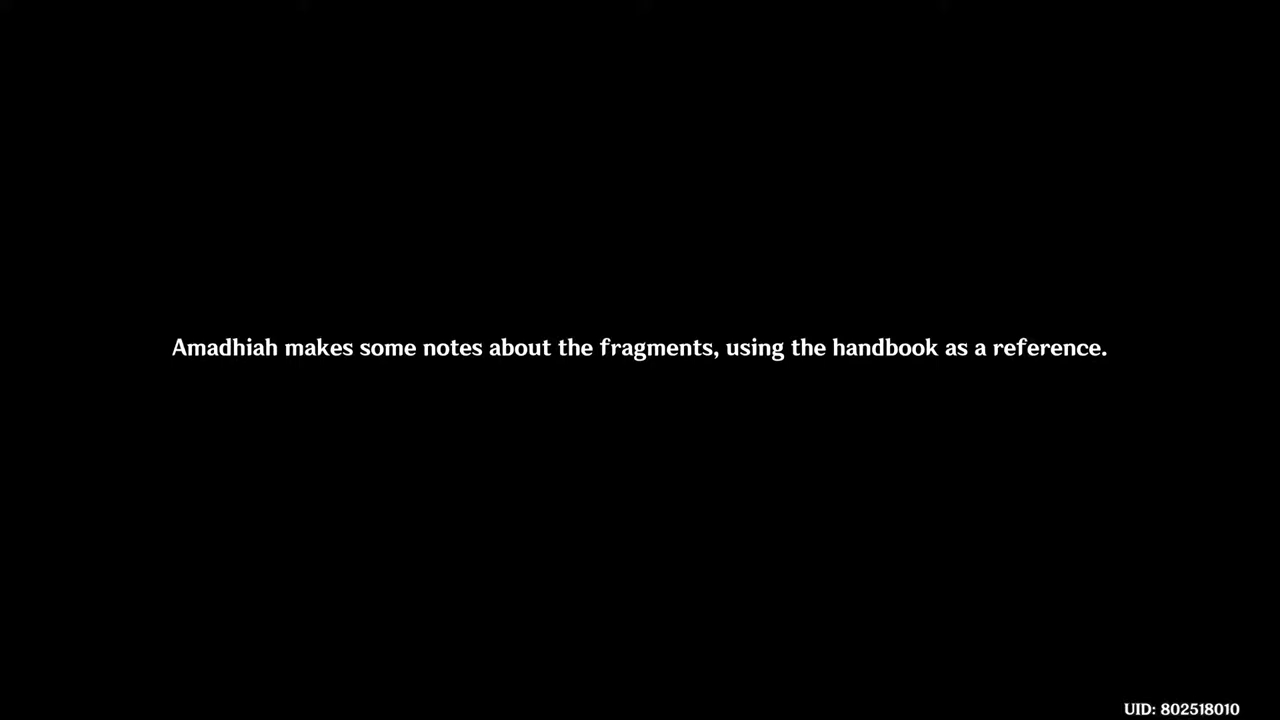 Amadhiah makes some notes about the fragments, using the handbook as a reference.
UID: 802518010